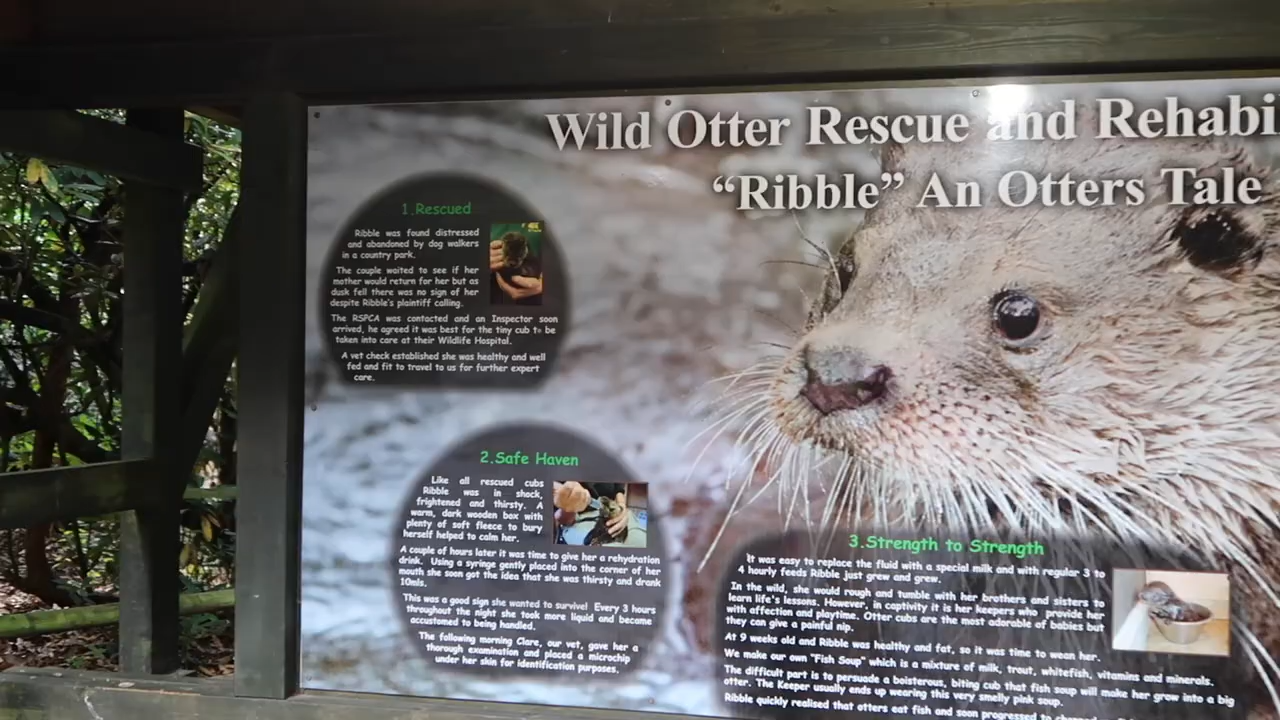 Wild Otter Rescue and Rehabi
“Ribble” An Otters Tale
1.Rescued
Ribble was found distressed
and abandoned by dog walkers
in a country park.
The couple waited to see if her
mother would return for her but as
dusk fell there was no sign of her
despite Ribble's plaintiff calling.
The RSPCA was contacted and an Inspector soon
arrived, he agreed it was best for the tiny cub to be
taken into care at their Wildlife Hospital.
A vet check established she was healthy and well
fed and fit to travel to us for further expert
care.
2.Safe Haven
Like all rescued cubs
Ribble was in shock,
frightened and thirsty. A
warm, dark wooden box with
plenty of soft fleece to bury
herself helped to calm her.
A couple of hours later it was time to give her a rehydration
drink. Using a syringe gently placed into the corner of her
mouth she soon got the idea that she was thirsty and drank
10mls.
This was a good sign she wanted to survive! Every 3 hours
throughout the night she took more liquid and became
accustomed to being handled.
The following morning Clare, our vet, gave her a
thorough examination and placed a microchip
under her skin for identification purposes.
3.Strength to Strength
It was easy to replace the fluid with a special milk and with regular 3 to
4 hourly feeds Ribble just grew and grew.
In the wild, she would rough and tumble with her brothers and sisters to
learn life's lessons. However, in captivity it is her keepers who provide her
with affection and playtime. Otter cubs are the most adorable of babies but
they can give a painful nip.
At 9 weeks old and Ribble was healthy and fat, so it was time to wean her.
We make our own "Fish Soup" which is a mixture of milk, trout, whitefish, vitamins and minerals.
The difficult part is to persuade a boisterous, biting cub that fish soup will make her grow into a big
otter. The Keeper usually ends up wearing this very smelly pink soup.
Ribble quickly realised that otters eat fish and soon progressed to